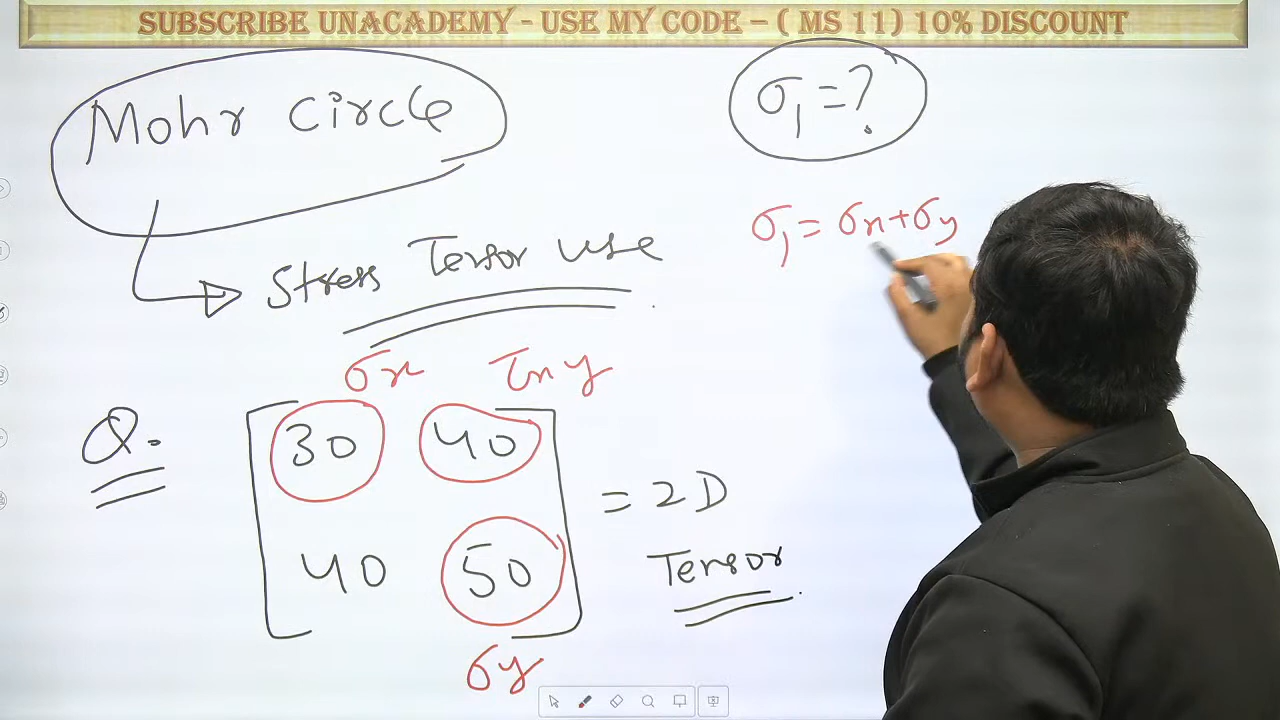 SUBSCRIBE UNACADEMY - USE MY CODE – ( MS 11) 10% DISCOUNT
Mohr circle
σ1 = ?
σ1 = σx + σy
Stress Tensor use
σx τxy
Q. 30 40
= 2D
Tensor
40 50
σy